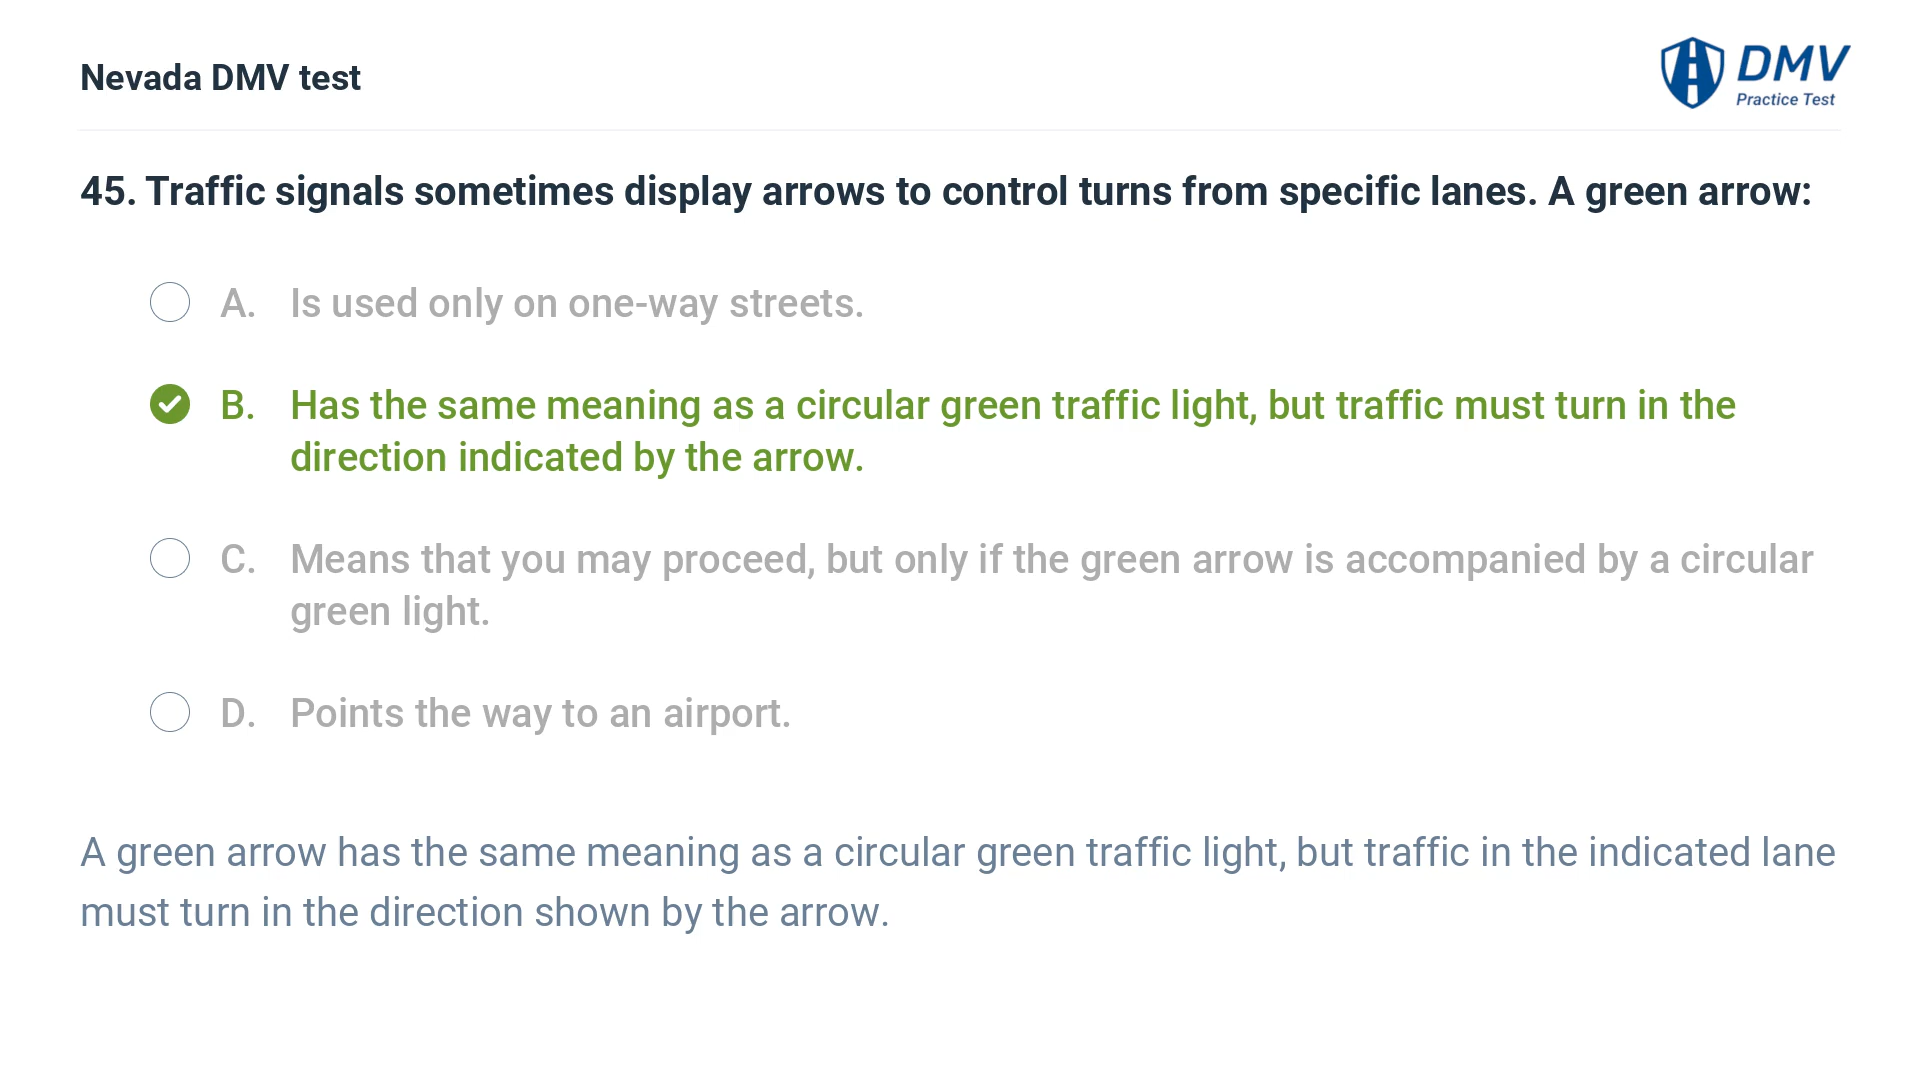 Nevada DMV test
DMV
Practice Test
45. Traffic signals sometimes display arrows to control turns from specific lanes. A green arrow:
A. Is used only on one-way streets.
B. Has the same meaning as a circular green traffic light, but traffic must turn in the
direction indicated by the arrow.
C. Means that you may proceed, but only if the green arrow is accompanied by a circular
green light.
D. Points the way to an airport.
A green arrow has the same meaning as a circular green traffic light, but traffic in the indicated lane
must turn in the direction shown by the arrow.